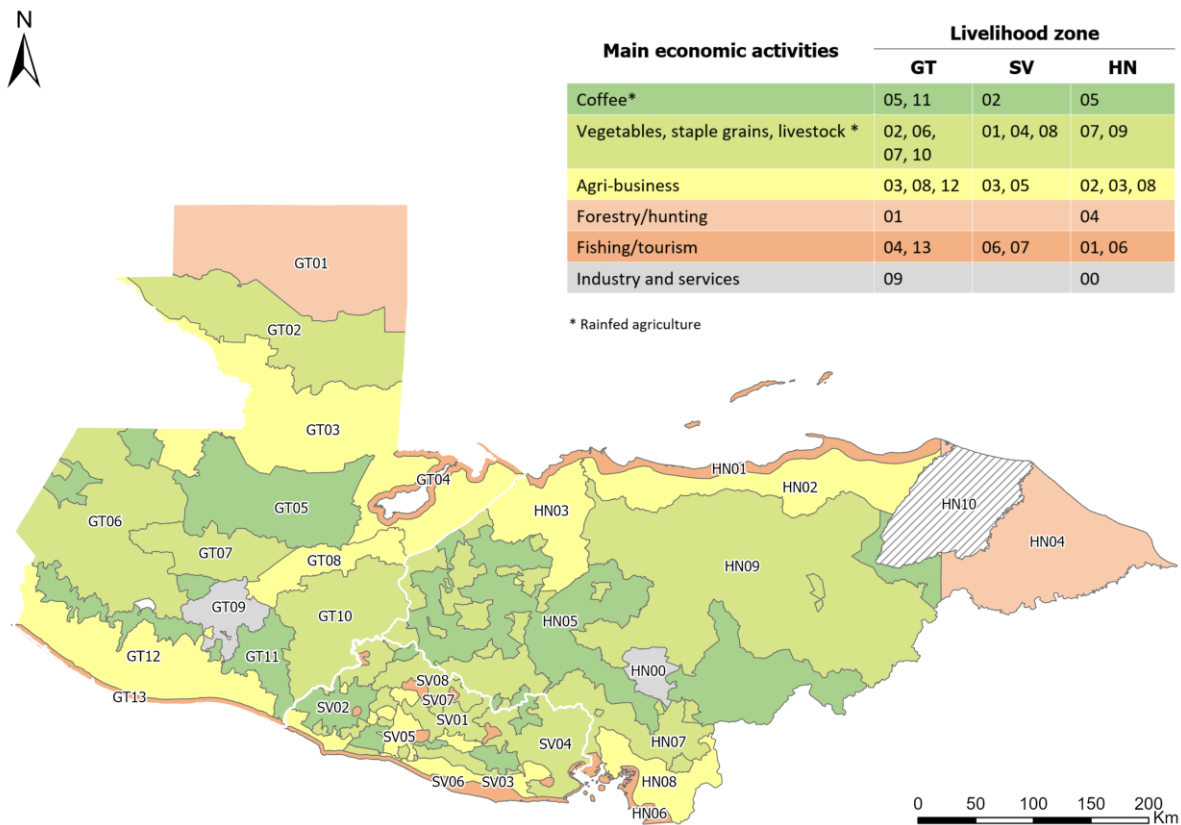 N
Livelihood zone
Main economic activities
GT SV HN
Coffee* 05, 11 02 05
Vegetables, staple grains, livestock * 02, 06, 01, 04, 08 07, 09
07, 10
Agri-business 03, 08, 12 03, 05 02, 03, 08
Forestry/hunting 01 04
Fishing/tourism 04, 13 06, 07 01, 06
Industry and services 09 00
* Rainfed agriculture
GT01
GT02
GT03
GT04
HN01
HN02
GT05
HN03
HN10
GT06
HN04
GT07
GT08
HN09
GT09
GT10
HN05
GT12
GT11
HN00
SV08
GT13
SV07
SV02
SV01
SV05
SV04
HN07
SV06
SV03
HN08
HN06
0 50 100 150 200
Km